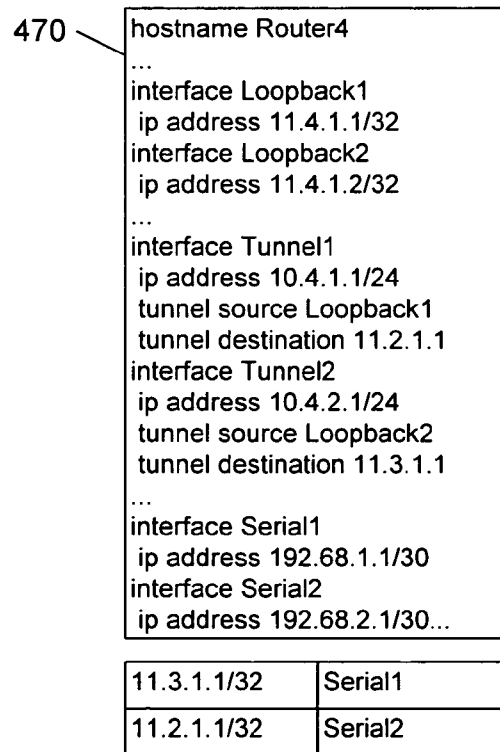 470
hostname Router4
...
interface Loopback1
ip address 11.4.1.1/32
interface Loopback2
ip address 11.4.1.2/32
...
interface Tunnel1
ip address 10.4.1.1/24
tunnel source Loopback1
tunnel destination 11.2.1.1
interface Tunnel2
ip address 10.4.2.1/24
tunnel source Loopback2
tunnel destination 11.3.1.1
...
interface Serial1
ip address 192.68.1.1/30
interface Serial2
ip address 192.68.2.1/30...
11.3.1.1/32 Serial1
11.2.1.1/32 Serial2